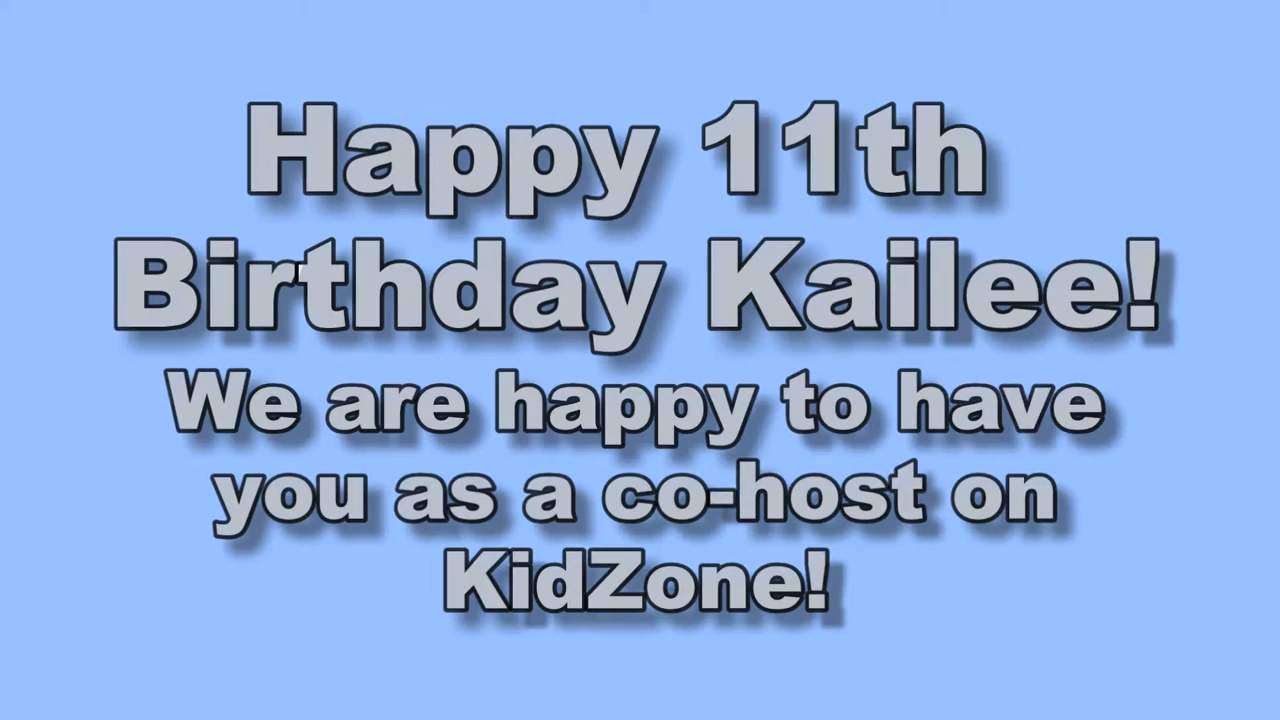 Happy 11th
Birthday Kailee!
We are happy to have
you as a co-host on
KidZone!